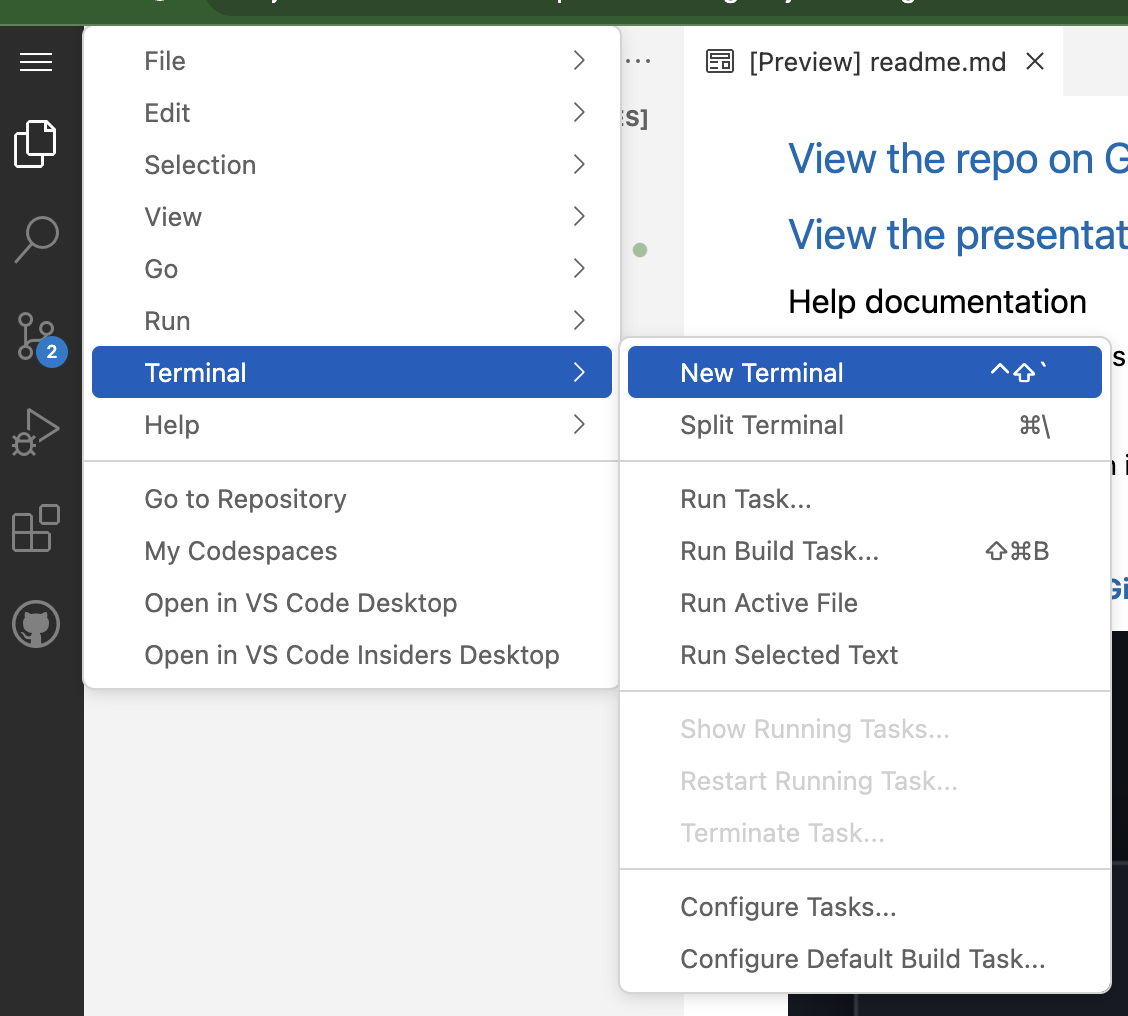 File
Edit
Selection
View
Go
Run
Terminal
Help
Go to Repository
My Codespaces
Open in VS Code Desktop
Open in VS Code Insiders Desktop
2
...
[Preview] readme.md
View the repo on
View the
Help documentation
New Terminal ^⇧`
Split Terminal ⌘\
Run Task...
Run Build Task... ⇧⌘B
Run Active File
Run Selected Text
Show Running Tasks...
Restart Running Task...
Terminate Task...
Configure Tasks...
Configure Default Build Task...